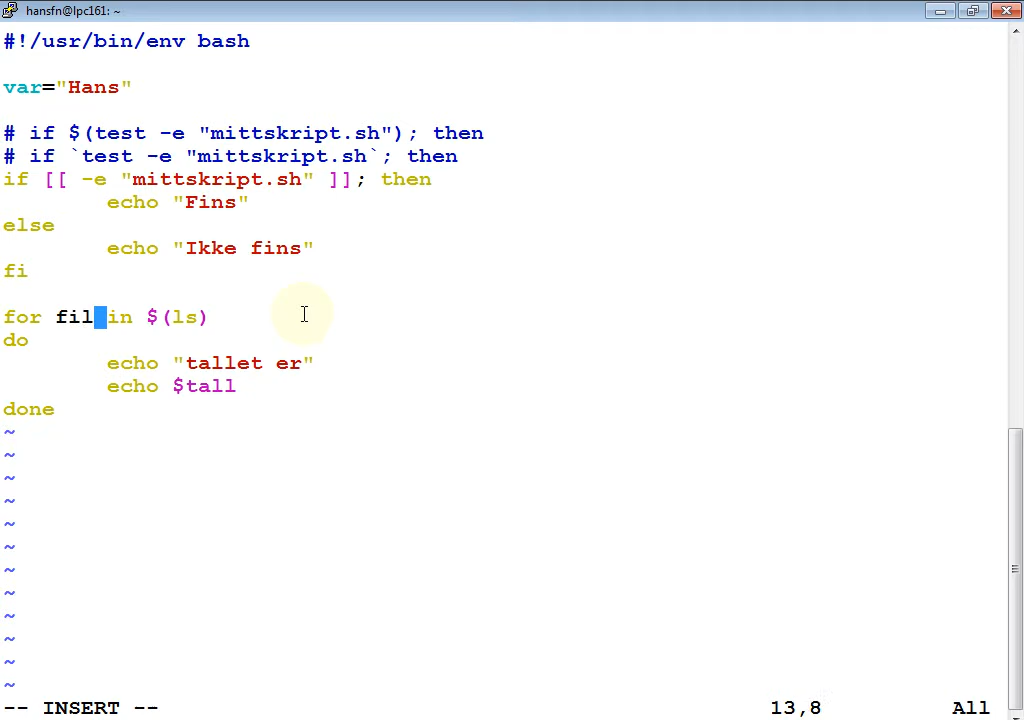 hansfn@lpc161: ~
#!/usr/bin/env bash
var="Hans"
# if $(test -e "mittskript.sh"); then
# if `test -e "mittskript.sh`; then
if [[ -e "mittskript.sh" ]]; then
echo "Fins"
else
echo "Ikke fins"
fi
for fil in $(ls)
do
echo "tallet er"
echo $tall
done
~
~
~
~
~
~
~
~
~
~
~
~
-- INSERT -- 13,8 All